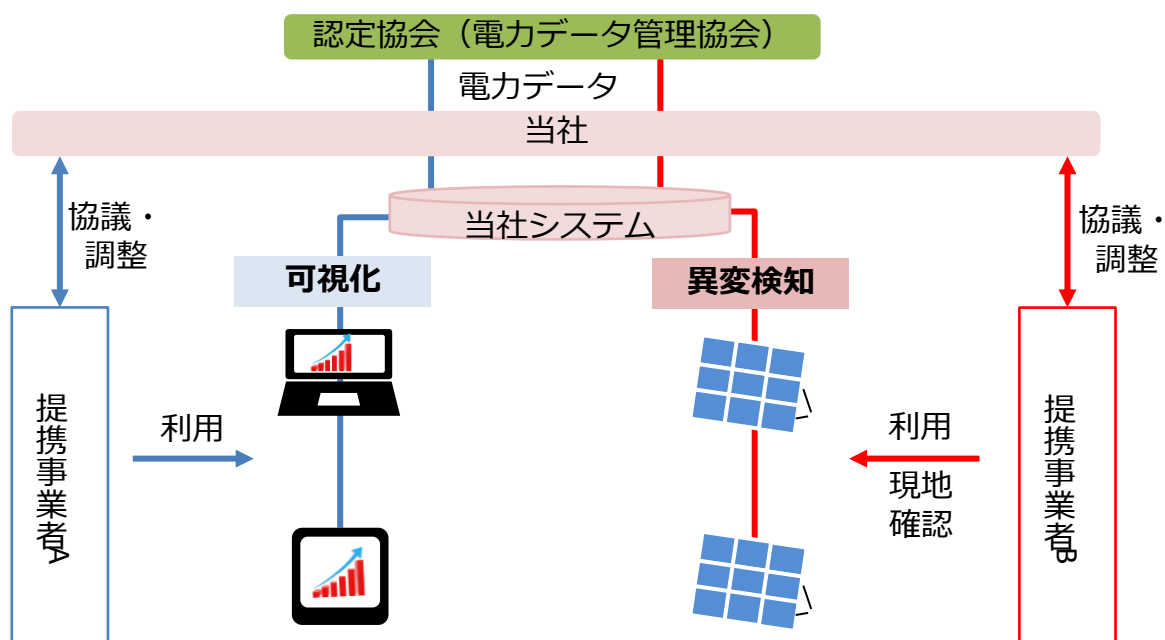 認定協会（電力データ管理協会）
電力データ
当社
当社システム
協議・
調整
可視化
異変検知
協議・
調整
提携事業者A
利用
利用
現地
確認
提携事業者B